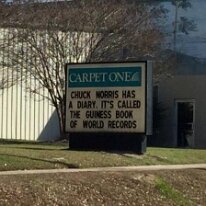 CARPET ONE
CHUCK NORRIS HAS
A DIARY. IT'S CALLED
THE GUINESS BOOK
OF WORLD RECORDS